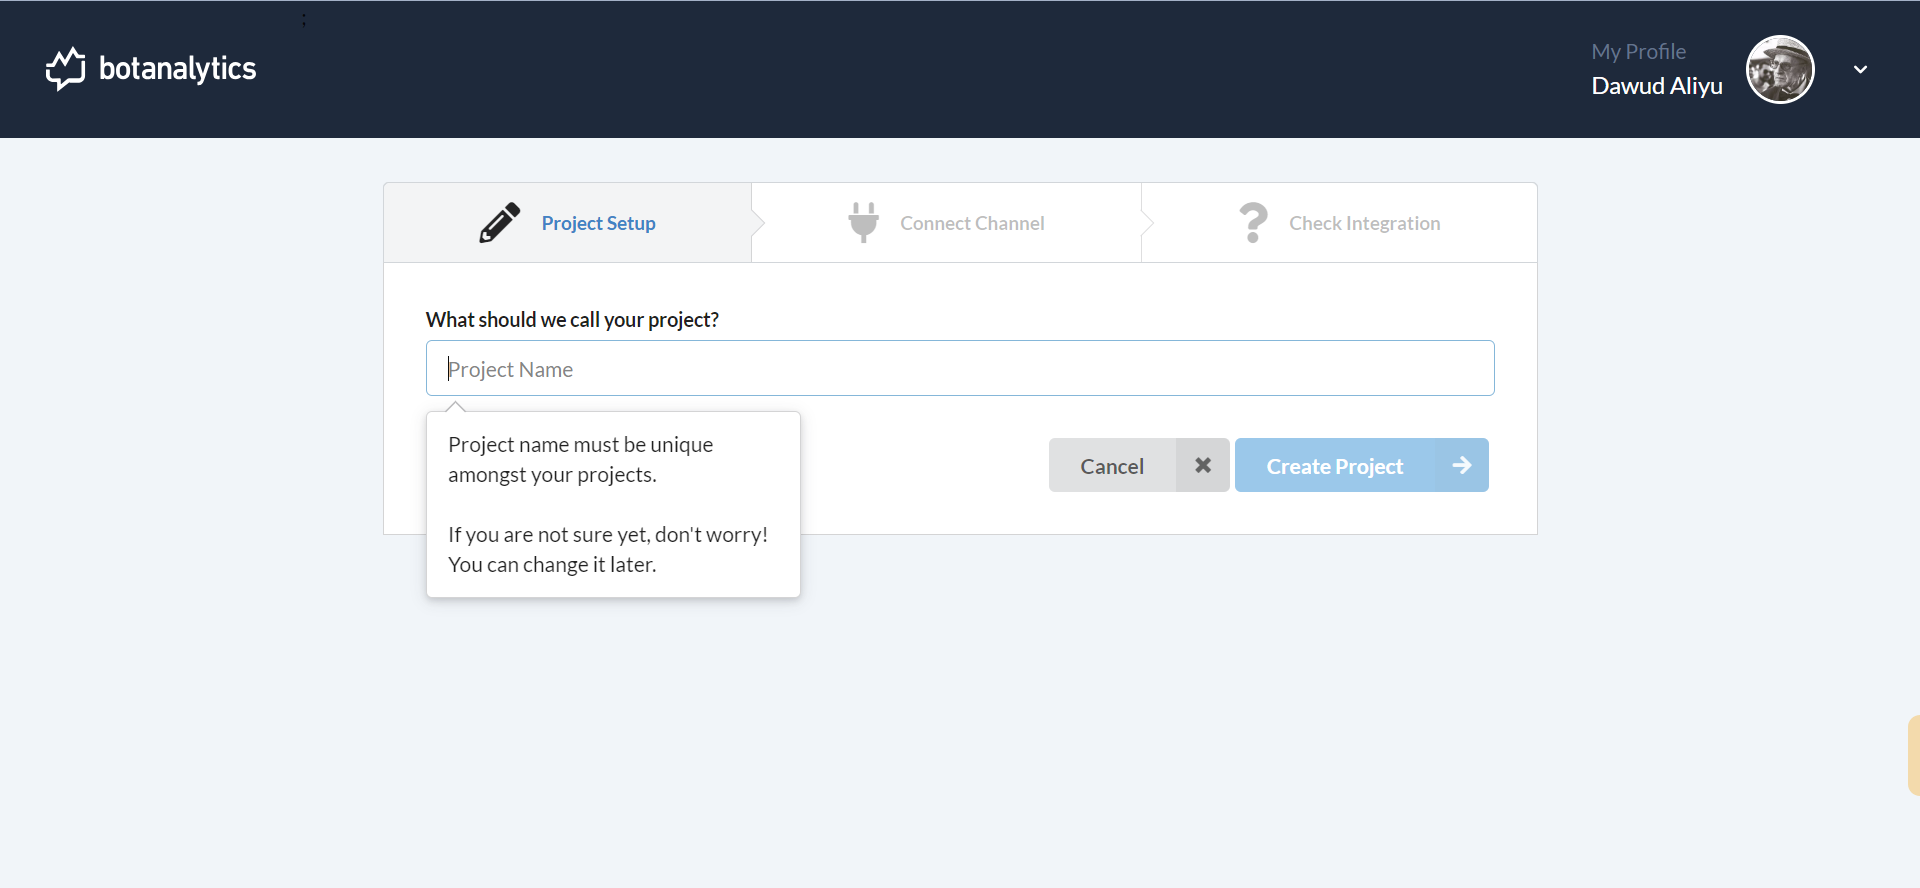 ;
botanalytics
My Profile
Dawud Aliyu
Project Setup
Connect Channel
Check Integration
What should we call your project?
Project Name
Project name must be unique
amongst your projects.
If you are not sure yet, don't worry!
You can change it later.
Cancel
Create Project